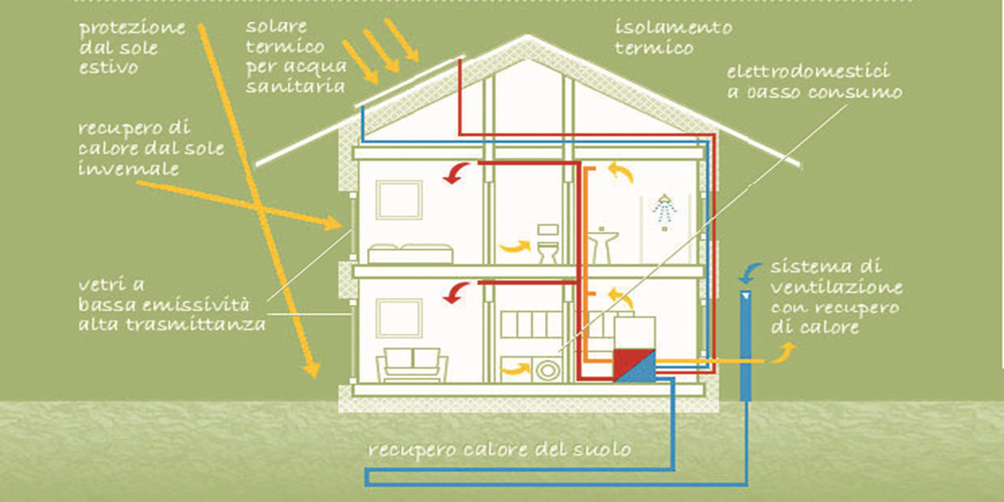 protezione
dal sole
estivo
solare
termico
per acqua
sanitaria
isolamento
termico
elettrodomestici
a basso consumo
recupero di
calore dal sole
invernale
vetri a
bassa emissività
alta trasmittanza
sistema di
ventilazione
con recupero
di calore
recupero calore del suolo